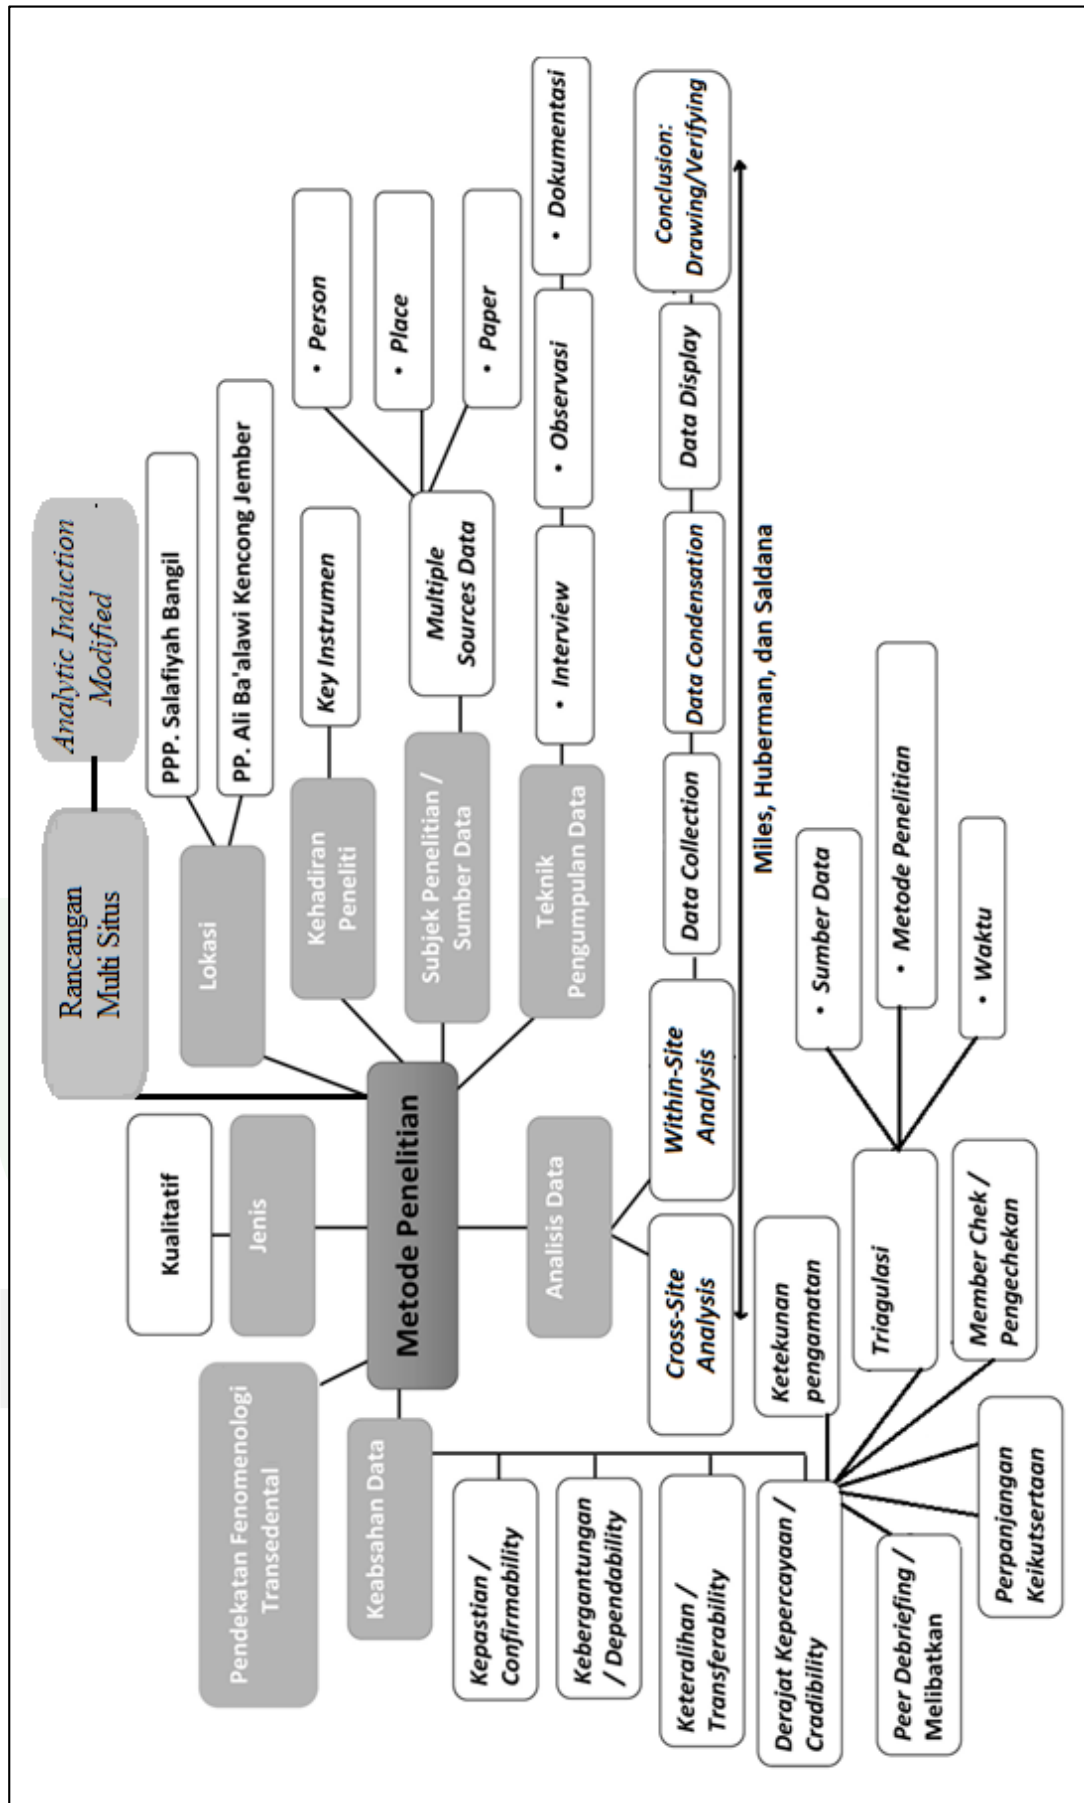 Rancangan
Multi Situs
Analytic Induction
Modified
Lokasi
PPP. Salafiyah Bangil
PP. Ali Ba'alawi Kencong Jember
Kualitatif
Jenis
Pendekatan Fenomenologi
Transedental
Kehadiran
Peneliti
Key Instrumen
Metode Penelitian
Subjek Penelitian /
Sumber Data
Multiple
Sources Data
• Person
• Place
• Paper
Teknik
Pengumpulan Data
• Interview
• Observasi
• Dokumentasi
Analisis Data
Cross-Site
Analysis
Within-Site
Analysis
Data Collection
Data Condensation
Data Display
Conclusion:
Drawing/Verifying
Miles, Huberman, dan Saldana
Keabsahan Data
Kepastian /
Confirmability
Kebergantungan
/ Dependability
Keteralihan /
Transferability
Derajat Kepercayaan /
Cradibility
Ketekunan
pengamatan
Triagulasi
• Sumber Data
• Metode Penelitian
• Waktu
Member Chek /
Pengechekan
Perpanjangan
Keikutsertaan
Peer Debriefing /
Melibatkan